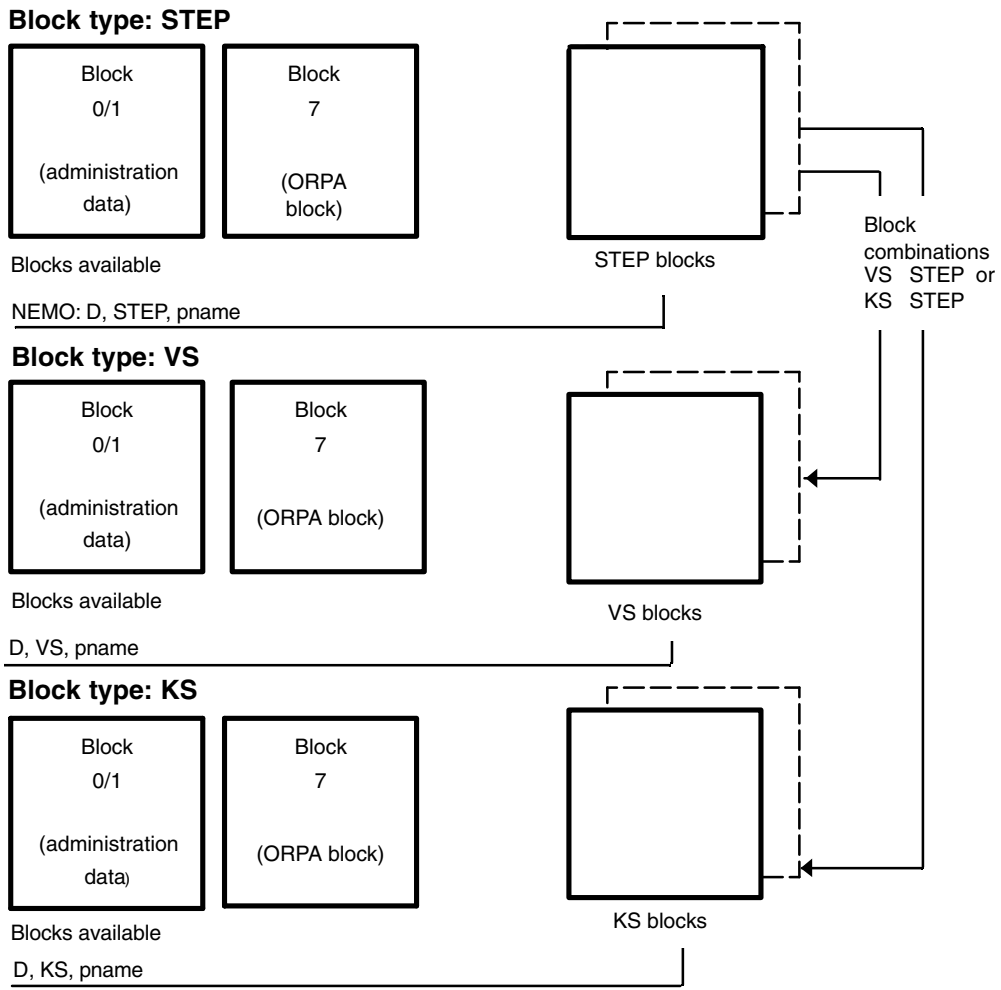 Block type: STEP
Block
0/1
(administration
data)
Block
7
(ORPA
block)
Blocks available
STEP blocks
Block
combinations
VS STEP or
KS STEP
NEMO: D, STEP, pname
Block type: VS
Block
0/1
(administration
data)
Block
7
(ORPA block)
Blocks available
VS blocks
D, VS, pname
Block type: KS
Block
0/1
(administration
data)
Block
7
(ORPA block)
Blocks available
KS blocks
D, KS, pname